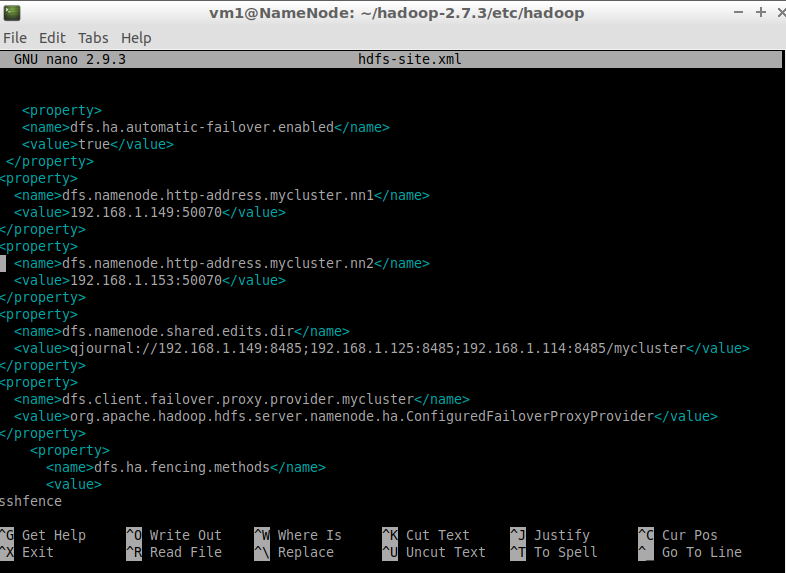 vm1@NameNode: ~/hadoop-2.7.3/etc/hadoop
File Edit Tabs Help
GNU nano 2.9.3 hdfs-site.xml
<property>
<name>dfs.ha.automatic-failover.enabled</name>
<value>true</value>
</property>
<property>
<name>dfs.namenode.http-address.mycluster.nn1</name>
<value>192.168.1.149:50070</value>
</property>
<property>
<name>dfs.namenode.http-address.mycluster.nn2</name>
<value>192.168.1.153:50070</value>
</property>
<property>
<name>dfs.namenode.shared.edits.dir</name>
<value>qjournal://192.168.1.149:8485;192.168.1.125:8485;192.168.1.114:8485/mycluster</value>
</property>
<property>
<name>dfs.client.failover.proxy.provider.mycluster</name>
<value>org.apache.hadoop.hdfs.server.namenode.ha.ConfiguredFailoverProxyProvider</value>
</property>
<property>
<name>dfs.ha.fencing.methods</name>
<value>
sshfence
^G Get Help ^O Write Out ^W Where Is ^K Cut Text ^J Justify ^C Cur Pos
^X Exit ^R Read File ^\ Replace ^U Uncut Text ^T To Spell ^_ Go To Line